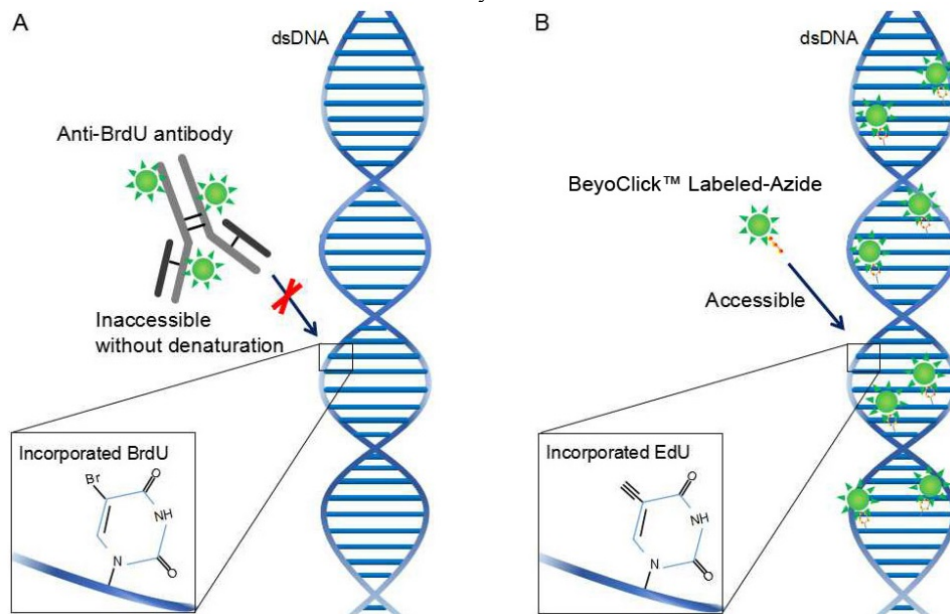 A
dsDNA
Anti-BrdU antibody
Inaccessible
without denaturation
Incorporated BrdU
Br
O
NH
N
O
B
dsDNA
BeyoClick™ Labeled-Azide
Accessible
Incorporated EdU
O
NH
N
O